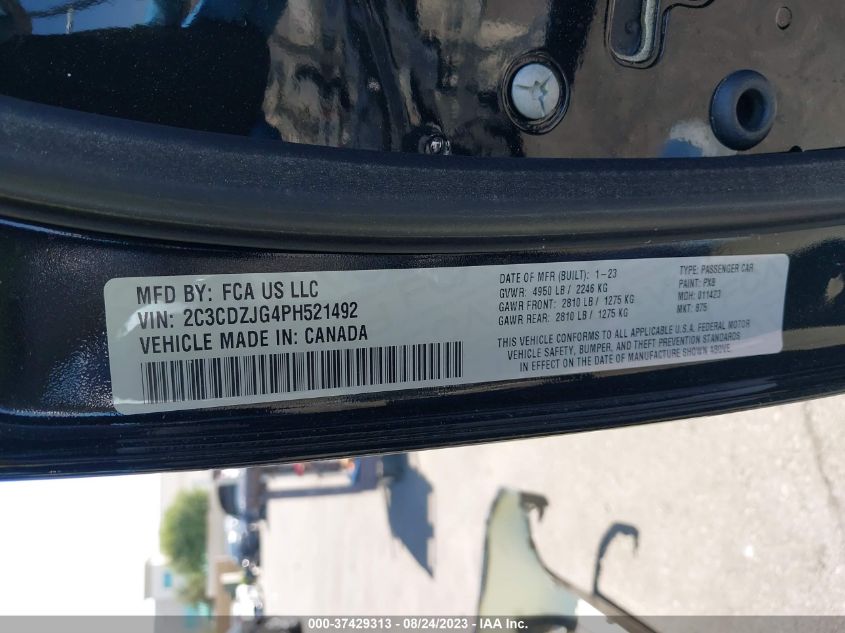 MFD BY: FCA US LLC
VIN: 2C3CDZJG4PH521492
VEHICLE MADE IN: CANADA
DATE OF MFR (BUILT): 1-23
GVWR: 4950 LB / 2246 KG
GAWR FRONT: 2810 LB / 1275 KG
GAWR REAR: 2810 LB / 1275 KG
TYPE: PASSENGER CAR
PAINT: PX8
MDH: 011423
MKT: 875
THIS VEHICLE CONFORMS TO ALL APPLICABLE U.S.A. FEDERAL MOTOR
VEHICLE SAFETY, BUMPER, AND THEFT PREVENTION STANDARDS
IN EFFECT ON THE DATE OF MANUFACTURE SHOWN ABOVE.
000-37429313 - 08/24/2023 - Copyright © IAA Inc.